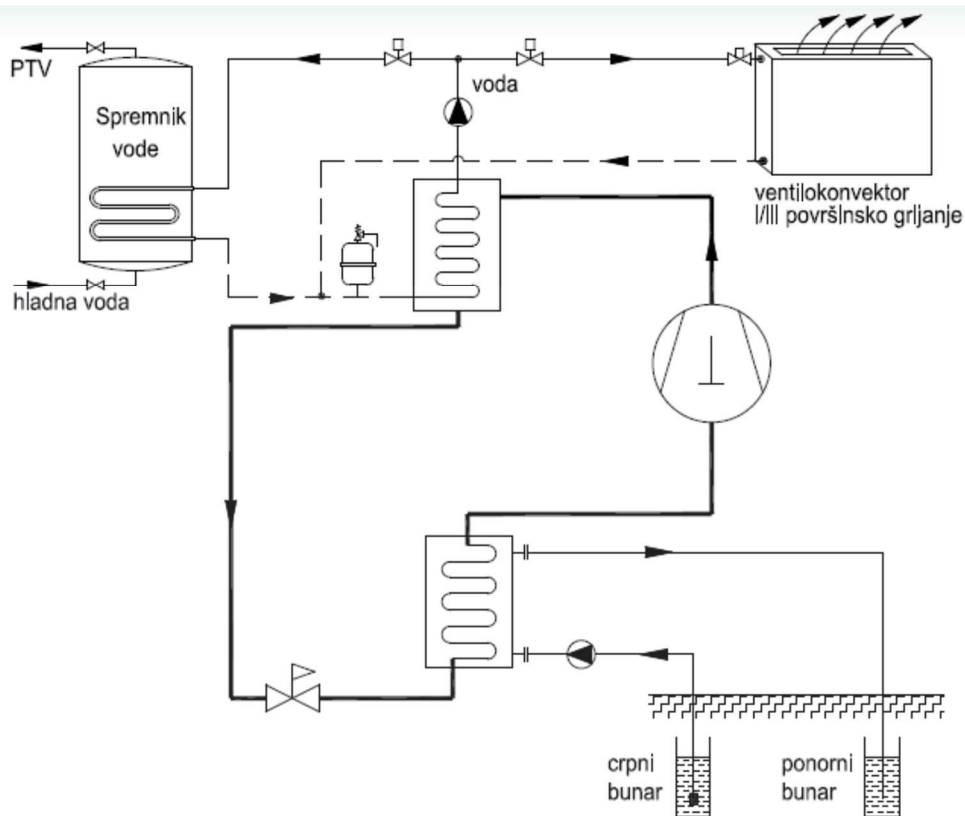 PTV
Spremnik
vode
hladna voda
voda
ventilokonvektor
i/ili površinsko grijanje
crpni
bunar
ponorni
bunar